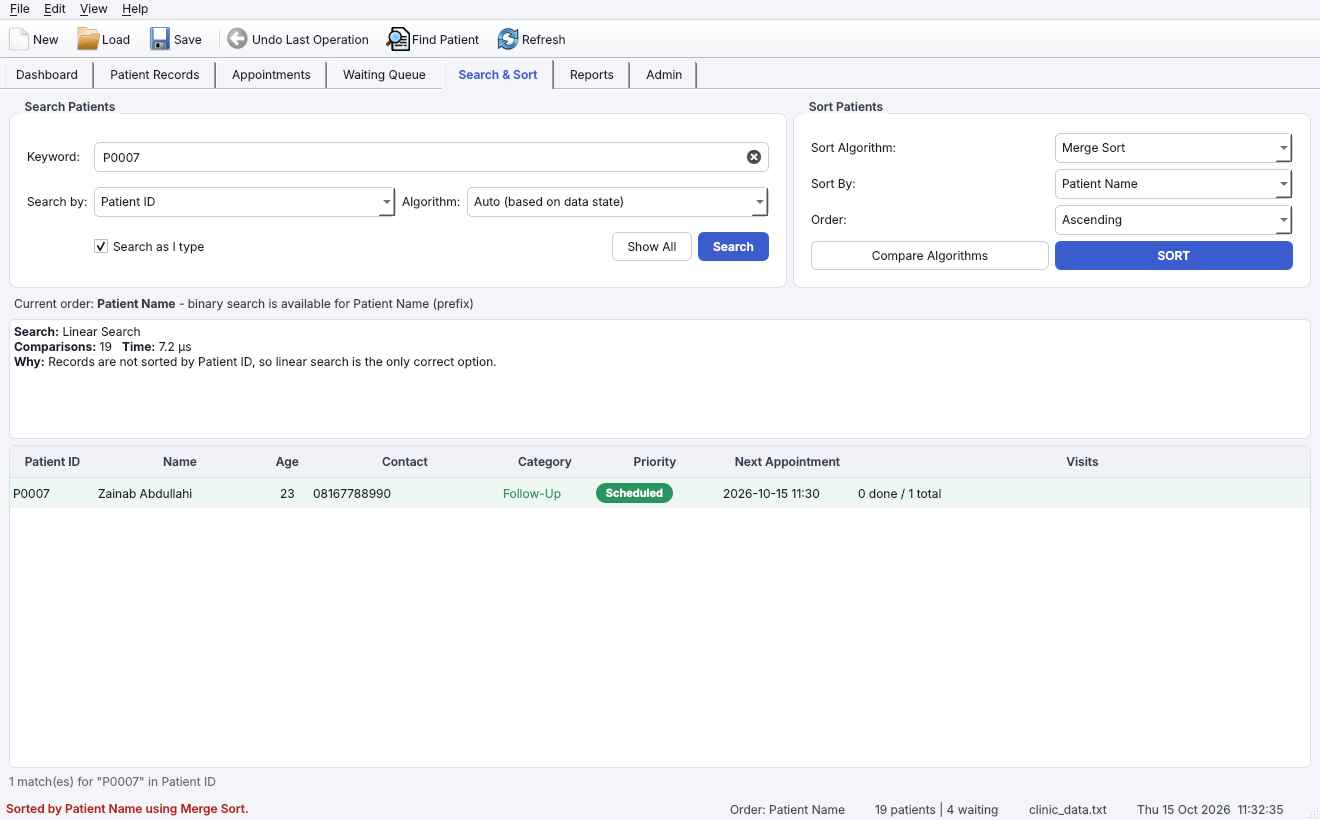 File Edit View Help
New Load Save Undo Last Operation Find Patient Refresh
Dashboard Patient Records Appointments Waiting Queue Search & Sort Reports Admin
Search Patients
Keyword: P0007
Search by: Patient ID Algorithm: Auto (based on data state)
Search as I type Show All Search
Sort Patients
Sort Algorithm: Merge Sort
Sort By: Patient Name
Order: Ascending
Compare Algorithms SORT
Current order: Patient Name - binary search is available for Patient Name (prefix)
Search: Linear Search
Comparisons: 19 Time: 7.2 µs
Why: Records are not sorted by Patient ID, so linear search is the only correct option.
Patient ID Name Age Contact Category Priority Next Appointment Visits
P0007 Zainab Abdullahi 23 08167788990 Follow-Up Scheduled 2026-10-15 11:30 0 done / 1 total
1 match(es) for "P0007" in Patient ID
Sorted by Patient Name using Merge Sort. Order: Patient Name 19 patients | 4 waiting clinic_data.txt Thu 15 Oct 2026 11:32:35